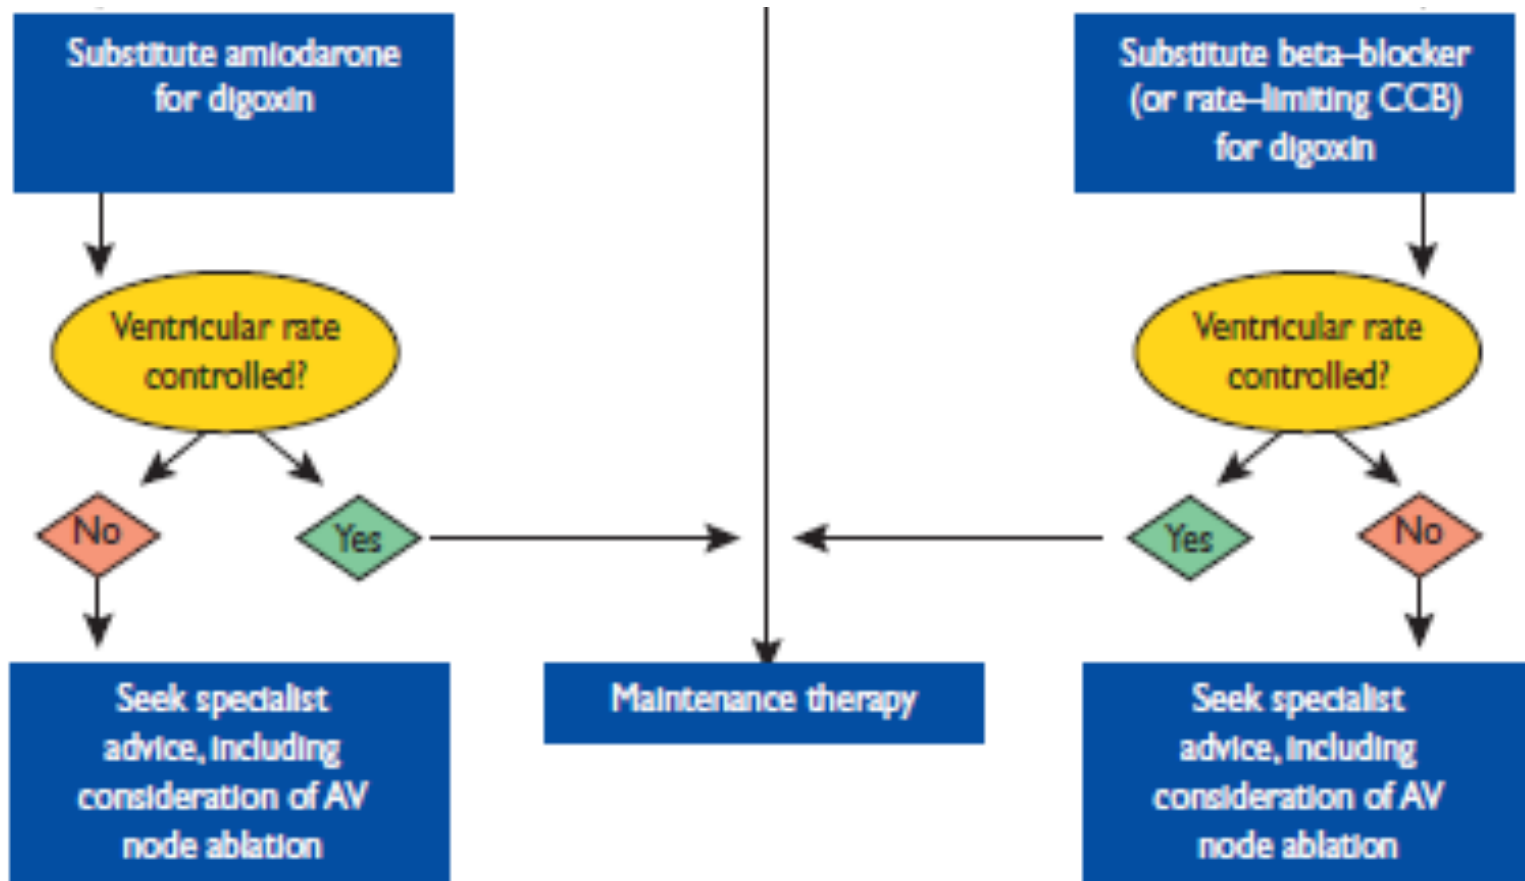 Substitute amiodarone
for digoxin
Substitute beta–blocker
(or rate–limiting CCB)
for digoxin
Ventricular rate
controlled?
Ventricular rate
controlled?
No
Yes
Yes
No
Seek specialist
advice, including
consideration of AV
node ablation
Maintenance therapy
Seek specialist
advice, including
consideration of AV
node ablation